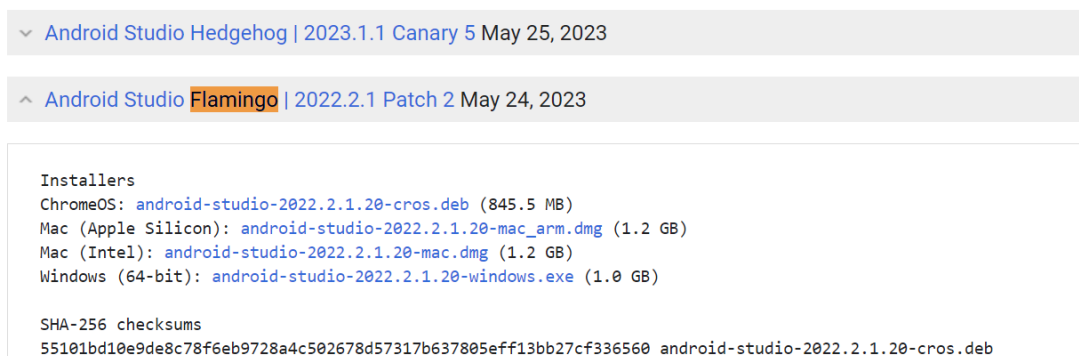 Android Studio Hedgehog | 2023.1.1 Canary 5 May 25, 2023
Android Studio Flamingo | 2022.2.1 Patch 2 May 24, 2023
Installers
ChromeOS: android-studio-2022.2.1.20-cros.deb (845.5 MB)
Mac (Apple Silicon): android-studio-2022.2.1.20-mac_arm.dmg (1.2 GB)
Mac (Intel): android-studio-2022.2.1.20-mac.dmg (1.2 GB)
Windows (64-bit): android-studio-2022.2.1.20-windows.exe (1.0 GB)
SHA-256 checksums
55101bd10e9de8c78f6eb9728a4c502678d57317b637805eff13bb27cf336560 android-studio-2022.2.1.20-cros.deb